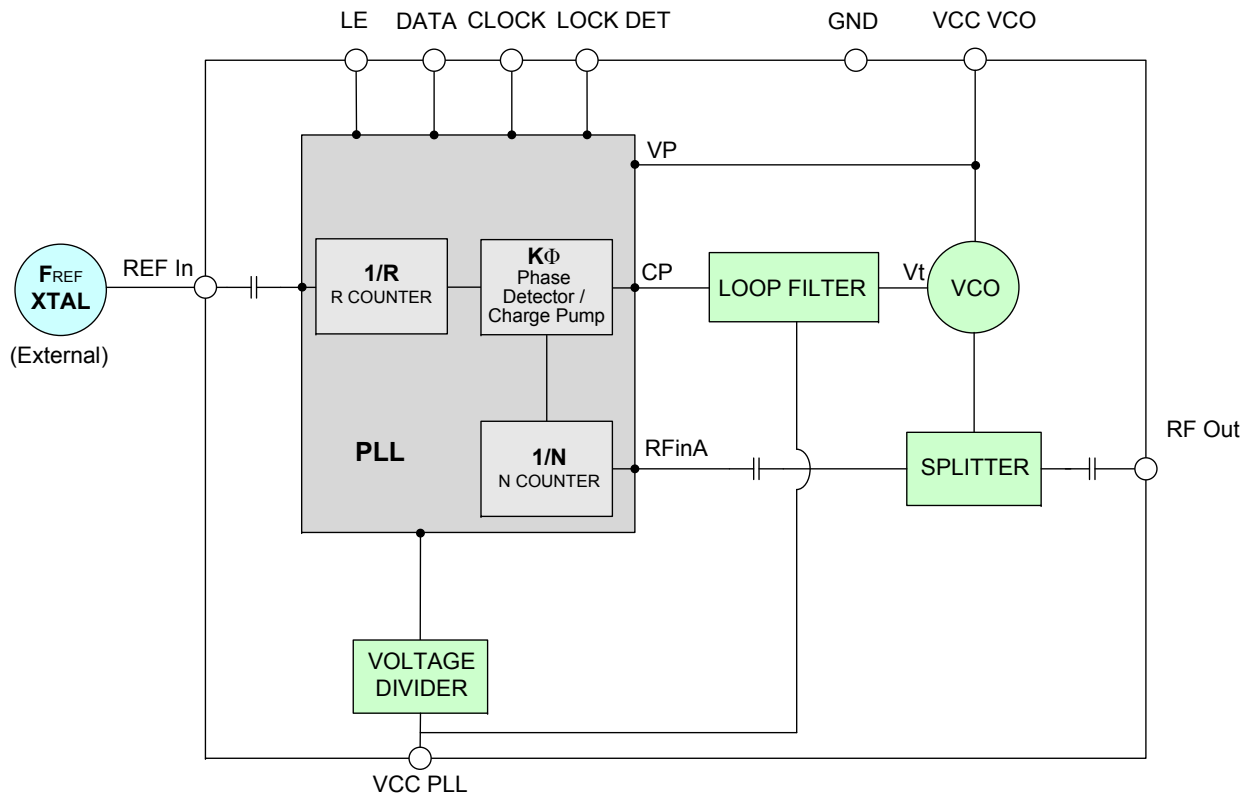 LE
DATA
CLOCK
LOCK DET
GND
VCC VCO
VP
REF In
FREF
XTAL
(External)
1/R
R COUNTER
KΦ
Phase
Detector /
Charge Pump
CP
LOOP FILTER
Vt
VCO
PLL
1/N
N COUNTER
RFinA
SPLITTER
RF Out
VOLTAGE
DIVIDER
VCC PLL